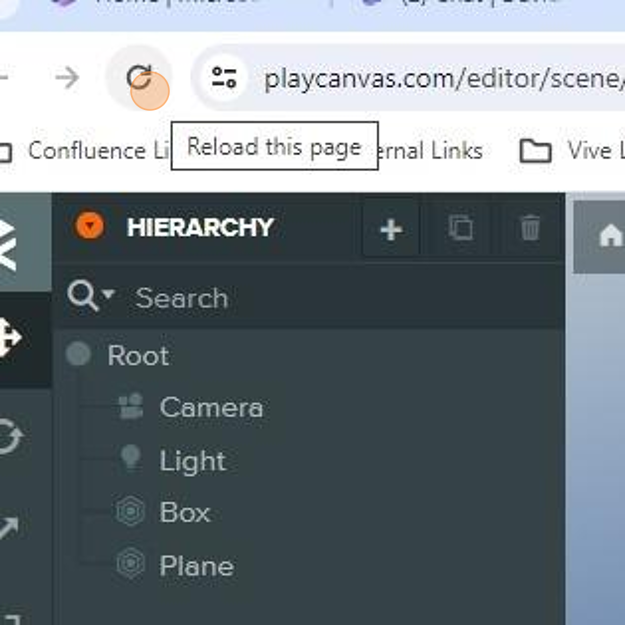 playcanvas.com/editor/scene/
Confluence Li
Reload this page
ernal Links
Vive L
HIERARCHY
Search
Root
Camera
Light
Box
Plane